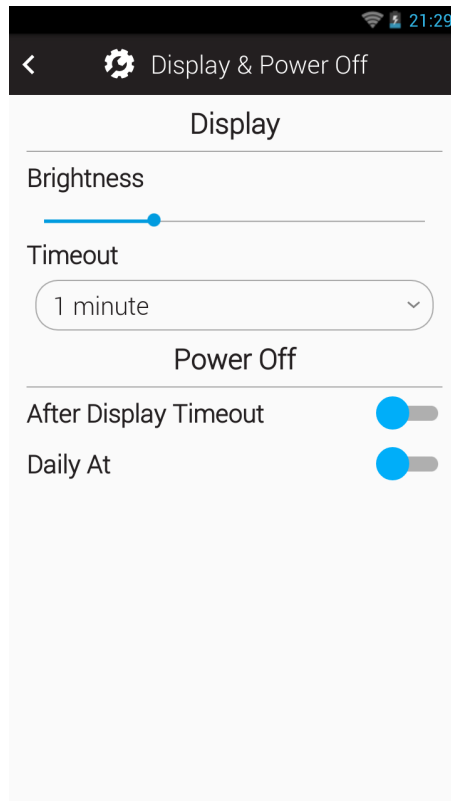 21:29
Display & Power Off
Display
Brightness
Timeout
1 minute
Power Off
After Display Timeout
Daily At